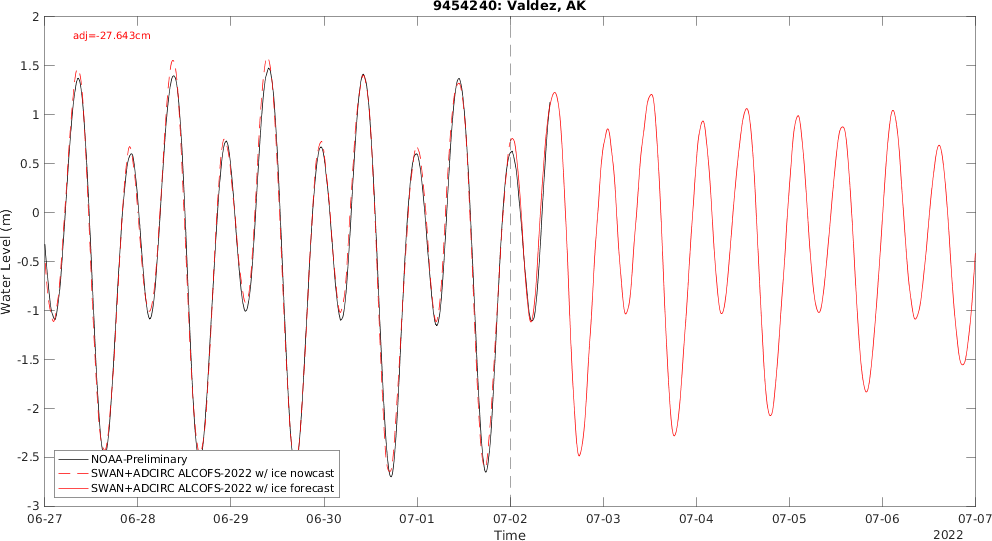 9454240: Valdez, AK
adj=-27.643cm
Water Level (m)
2
1.5
1
0.5
0
-0.5
-1
-1.5
-2
-2.5
-3
NOAA-Preliminary
SWAN+ADCIRC ALCOFS-2022 w/ ice nowcast
SWAN+ADCIRC ALCOFS-2022 w/ ice forecast
06-27 06-28 06-29 06-30 07-01 07-02 07-03 07-04 07-05 07-06 07-07
Time
2022